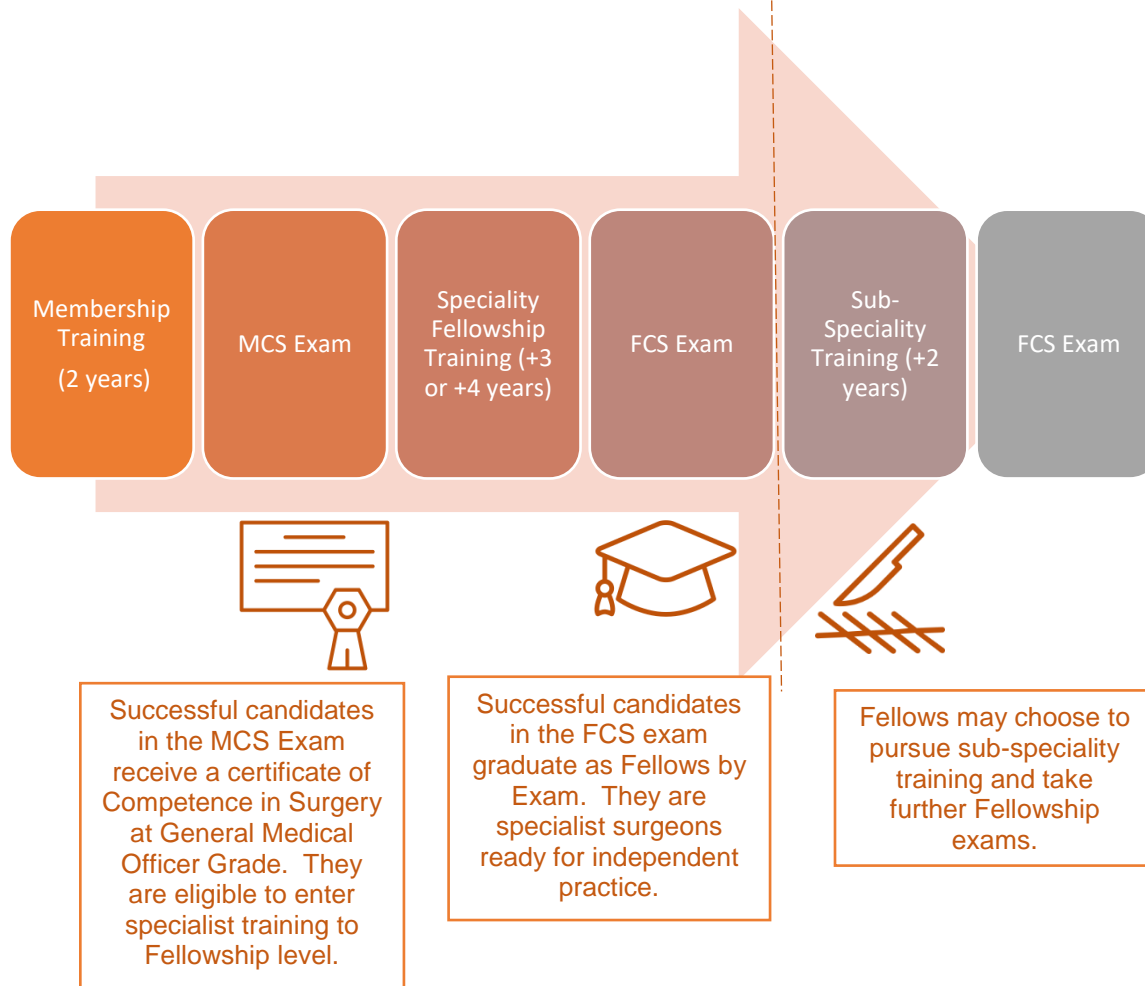 Membership
Training
(2 years)
MCS Exam
Speciality
Fellowship
Training (+3
or +4 years)
FCS Exam
Sub-
Speciality
Training (+2
years)
FCS Exam
Successful candidates
in the MCS Exam
receive a certificate of
Competence in Surgery
at General Medical
Officer Grade.  They
are eligible to enter
specialist training to
Fellowship level.
Successful candidates
in the FCS exam
graduate as Fellows by
Exam.  They are
specialist surgeons
ready for independent
practice.
Fellows may choose to
pursue sub-speciality
training and take
further Fellowship
exams.